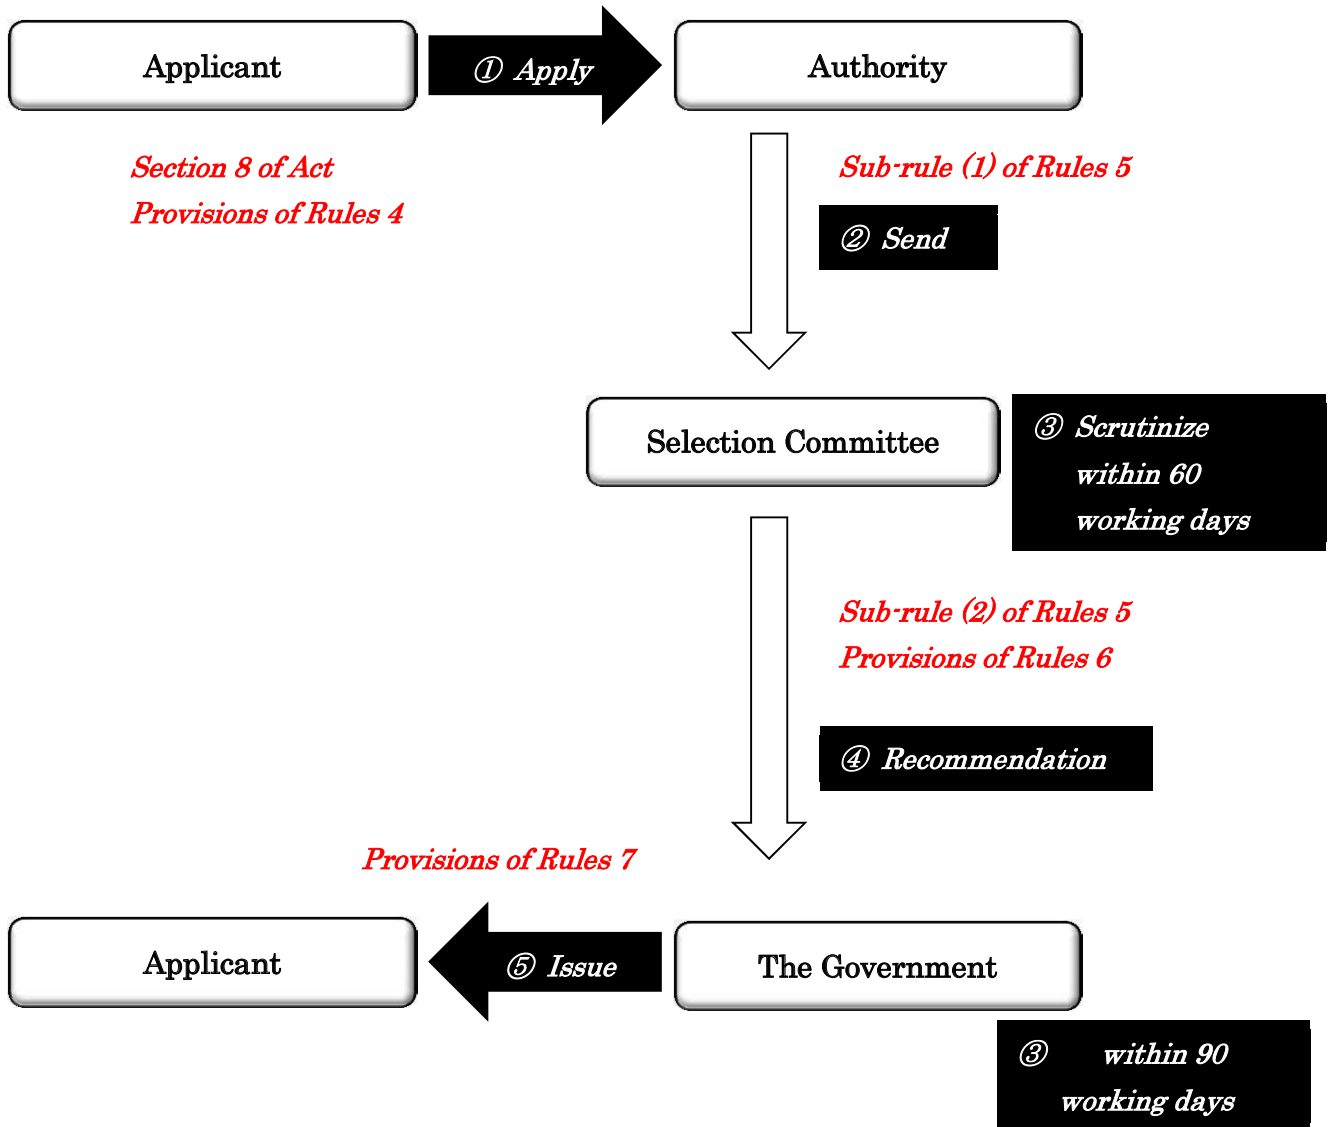 Applicant
① Apply
Authority
Section 8 of Act
Provisions of Rules 4
Sub-rule (1) of Rules 5
② Send
Selection Committee
③ Scrutinize
within 60
working days
Sub-rule (2) of Rules 5
Provisions of Rules 6
④ Recommendation
Provisions of Rules 7
Applicant
⑤ Issue
The Government
③ within 90
working days